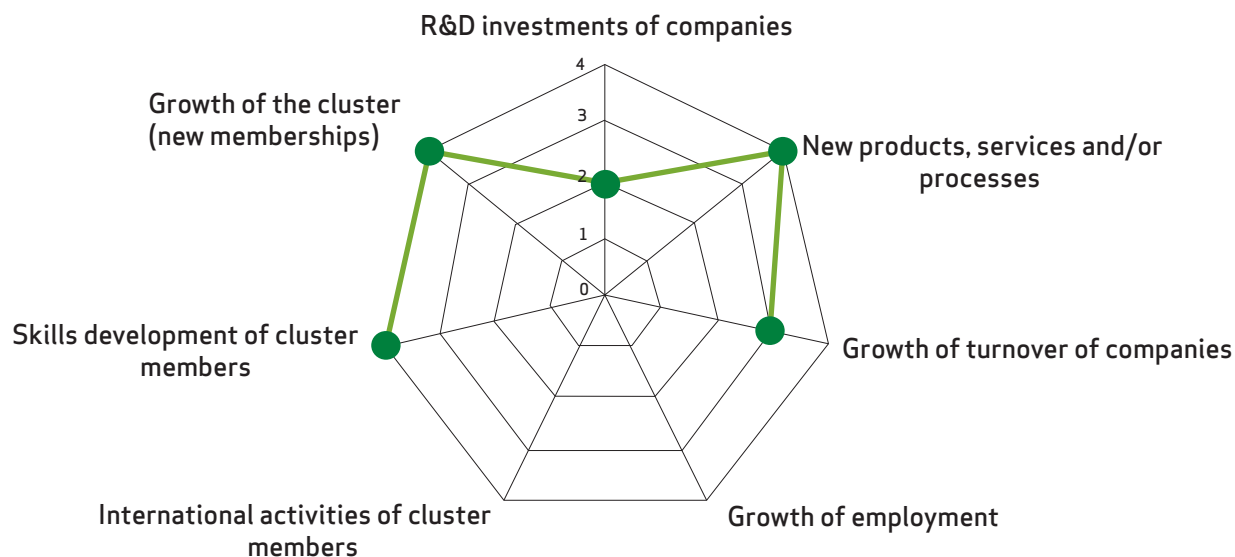 R&D investments of companies
4
Growth of the cluster
(new memberships)
3
New products, services and/or
processes
2
1
0
Skills development of cluster
members
Growth of turnover of companies
International activities of cluster
members
Growth of employment